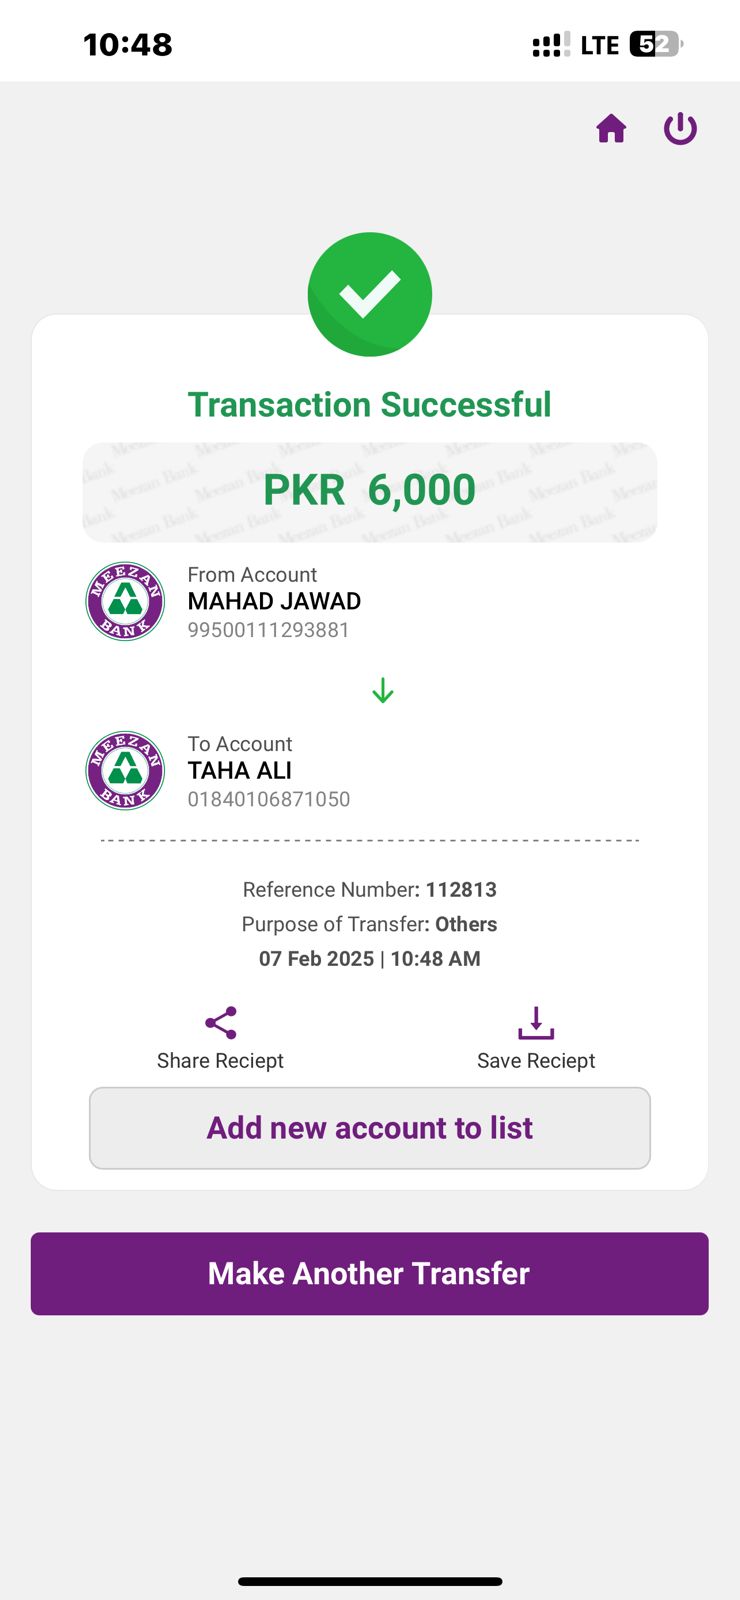 10:48 LTE 52
Transaction Successful
Meezan Bank
PKR 6,000
MEEZAN BANK
From Account
MAHAD JAWAD
99500111293881
MEEZAN BANK
To Account
TAHA ALI
01840106871050
Reference Number: 112813
Purpose of Transfer: Others
07 Feb 2025 | 10:48 AM
Share Reciept Save Reciept
Add new account to list
Make Another Transfer